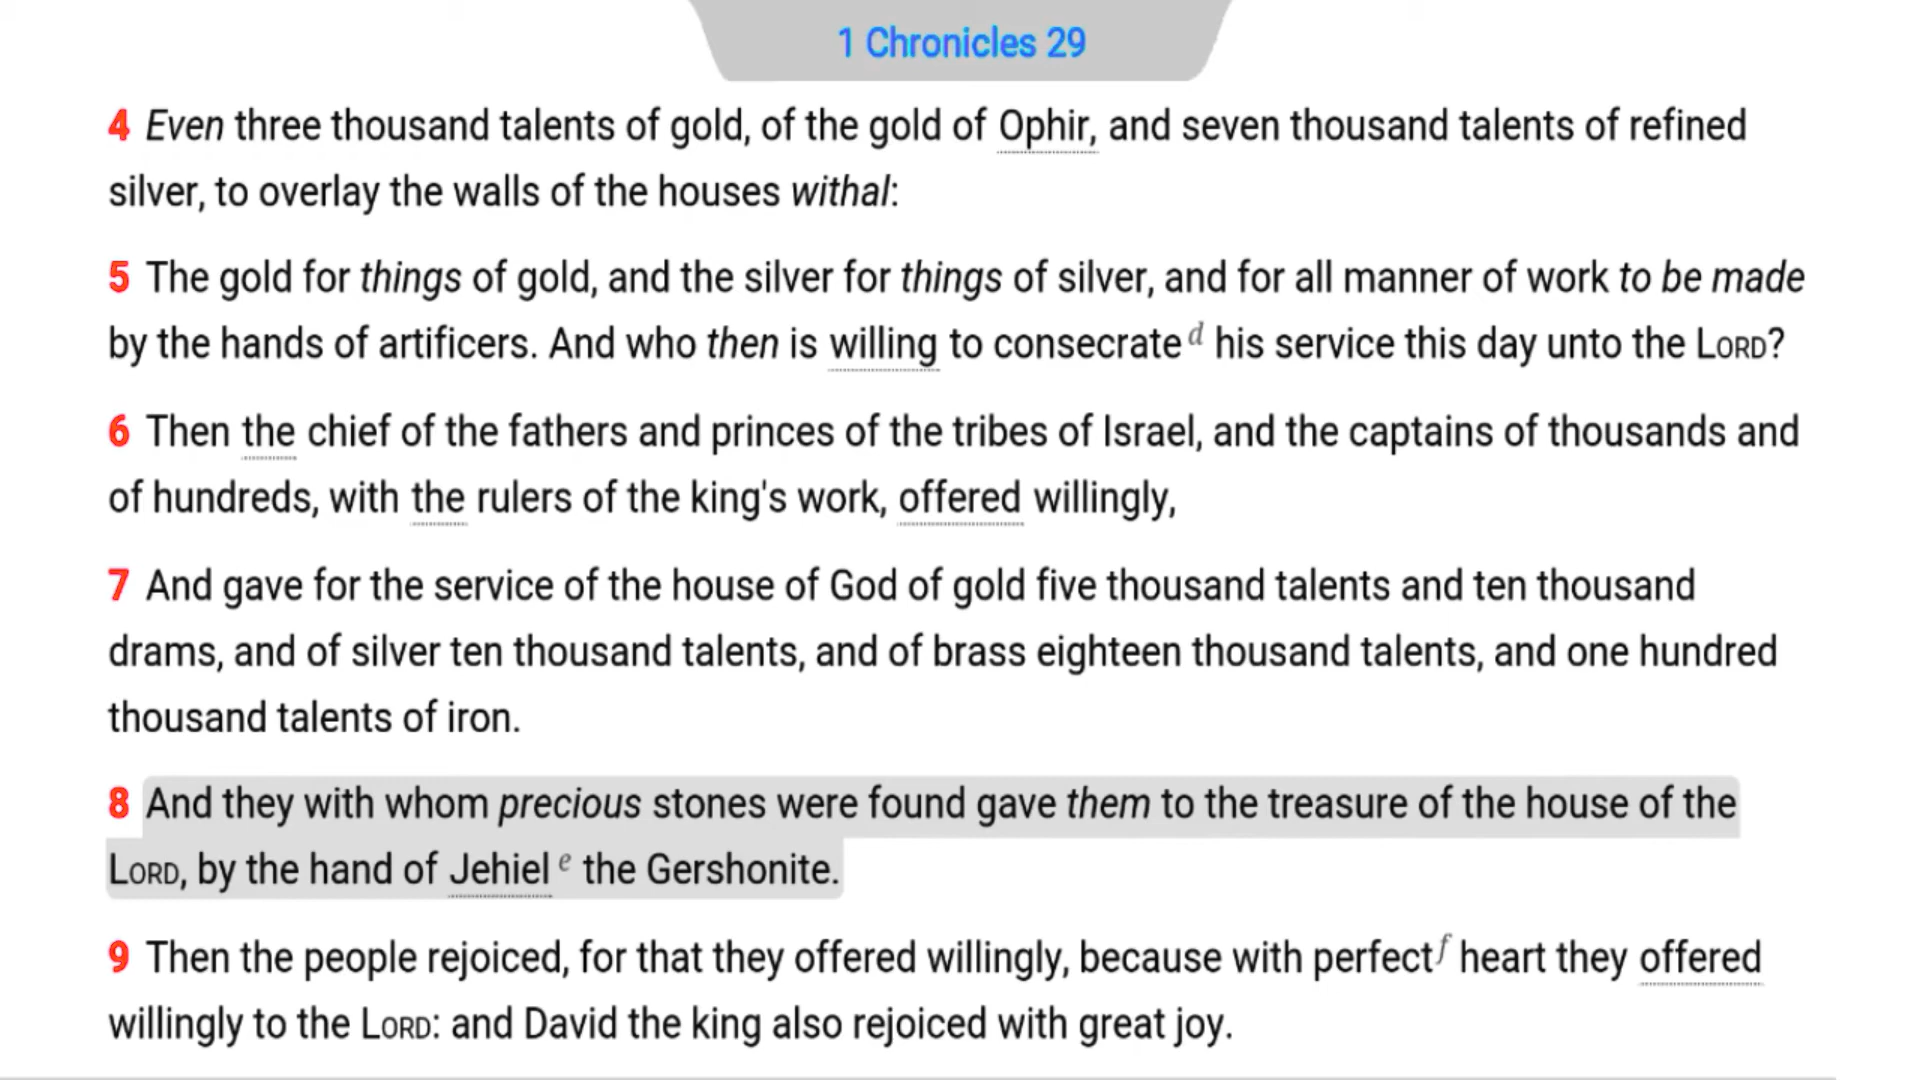 1 Chronicles 29
4 Even three thousand talents of gold, of the gold of Ophir, and seven thousand talents of refined
silver, to overlay the walls of the houses withal:
5 The gold for things of gold, and the silver for things of silver, and for all manner of work to be made
by the hands of artificers. And who then is willing to consecrate d his service this day unto the LORD?
6 Then the chief of the fathers and princes of the tribes of Israel, and the captains of thousands and
of hundreds, with the rulers of the king's work, offered willingly,
7 And gave for the service of the house of God of gold five thousand talents and ten thousand
drams, and of silver ten thousand talents, and of brass eighteen thousand talents, and one hundred
thousand talents of iron.
8 And they with whom precious stones were found gave them to the treasure of the house of the
LORD, by the hand of Jehiel e the Gershonite.
9 Then the people rejoiced, for that they offered willingly, because with perfect f heart they offered
willingly to the LORD: and David the king also rejoiced with great joy.